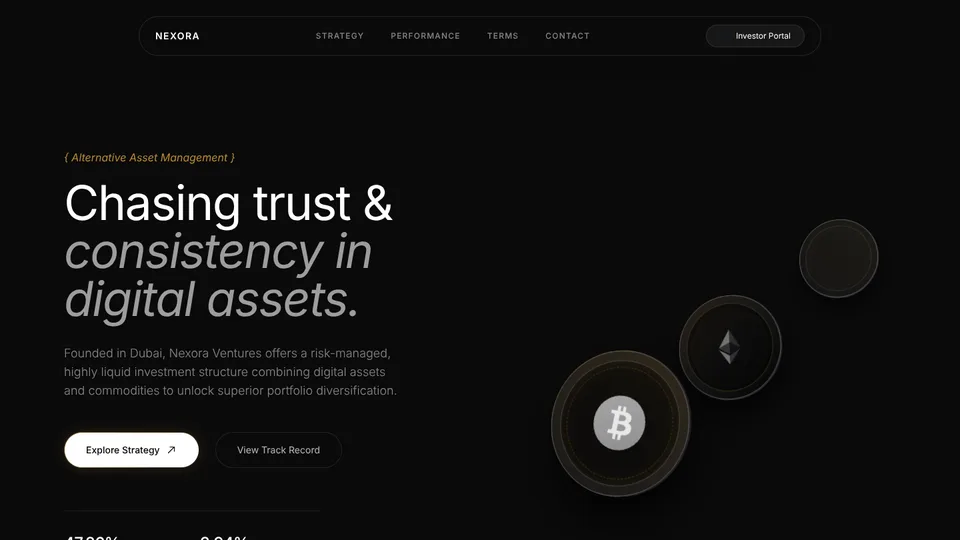 NEXORA
STRATEGY PERFORMANCE TERMS CONTACT
Investor Portal
{ Alternative Asset Management }
Chasing trust &
consistency in
digital assets.
Founded in Dubai, Nexora Ventures offers a risk-managed,
highly liquid investment structure combining digital assets
and commodities to unlock superior portfolio diversification.
Explore Strategy
View Track Record